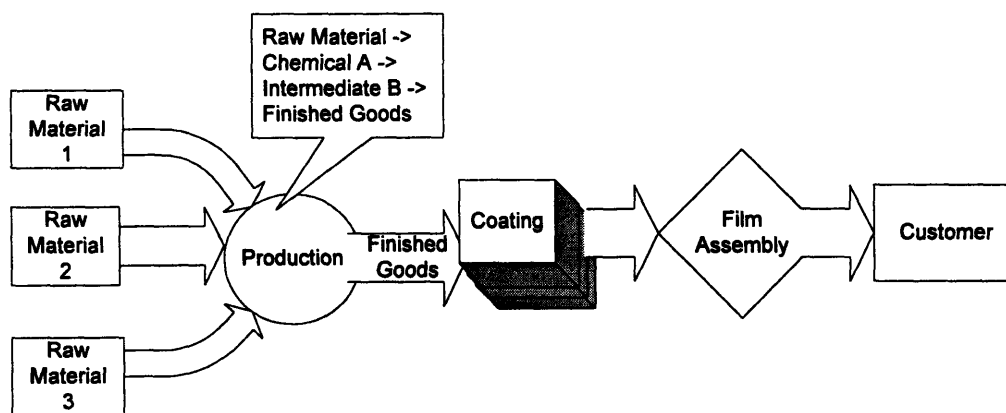 Raw Material ->
Chemical A ->
Intermediate B ->
Finished Goods
Raw
Material
1
Raw
Material
2
Raw
Material
3
Production
Finished
Goods
Coating
Film
Assembly
Customer